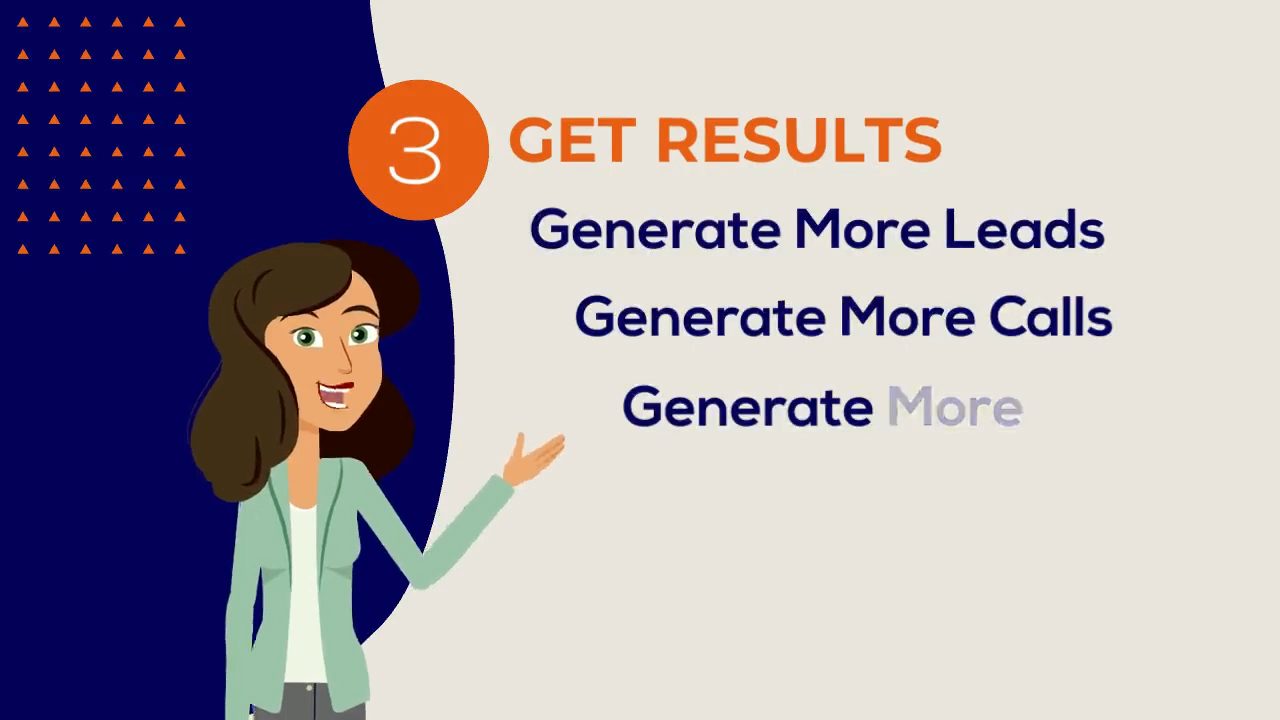 3
GET RESULTS
Generate More Leads
Generate More Calls
Generate More